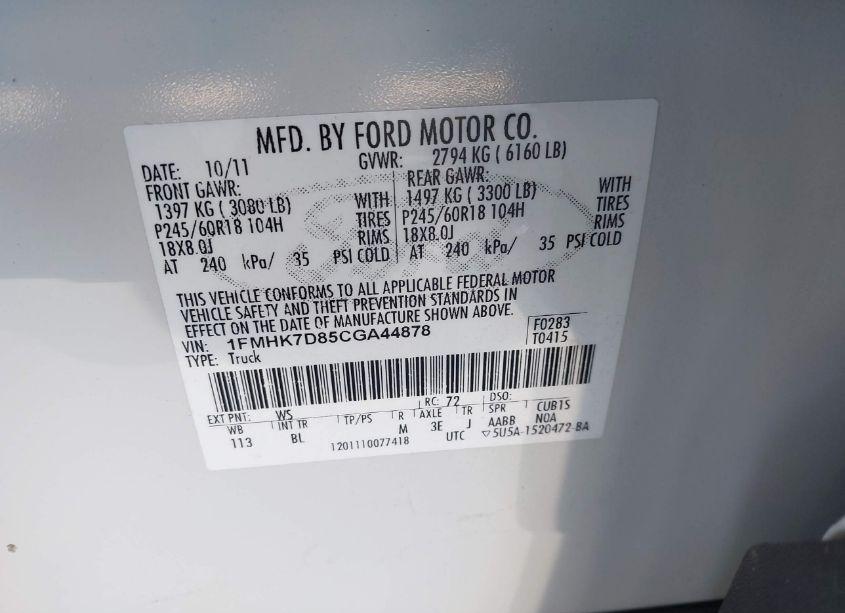 MFD. BY FORD MOTOR CO.
DATE: 10/11 GVWR: 2794 KG ( 6160 LB)
FRONT GAWR: REAR GAWR:
1397 KG ( 3080 LB) WITH 1497 KG ( 3300 LB) WITH
P245/60R18 104H TIRES P245/60R18 104H TIRES
18X8.0J RIMS 18X8.0J RIMS
AT 240 kPa/ 35 PSI COLD AT 240 kPa/ 35 PSI COLD
THIS VEHICLE CONFORMS TO ALL APPLICABLE FEDERAL MOTOR
VEHICLE SAFETY AND THEFT PREVENTION STANDARDS IN
EFFECT ON THE DATE OF MANUFACTURE SHOWN ABOVE.
VIN: 1FMHK7D85CGA44878 F0283
TYPE: Truck T0415
EXT PNT: WS RC: 72 DSO:
WB INT TR TP/PS R AXLE TR SPR CUB1S
113 BL M 3E J AABB NOA
1201110077418 UTC ▽5U5A-1520472-BA